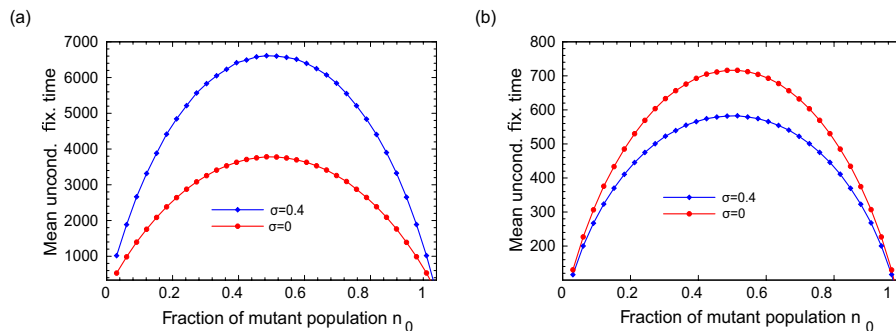 (a)
7000
6000
5000
4000
3000
2000
1000
Mean uncond. fix. time
σ=0.4
σ=0
0 0.2 0.4 0.6 0.8 1
Fraction of mutant population n 0
(b)
800
700
600
500
400
300
200
Mean uncond. fix. time
σ=0.4
σ=0
0 0.2 0.4 0.6 0.8 1
Fraction of mutant population n 0